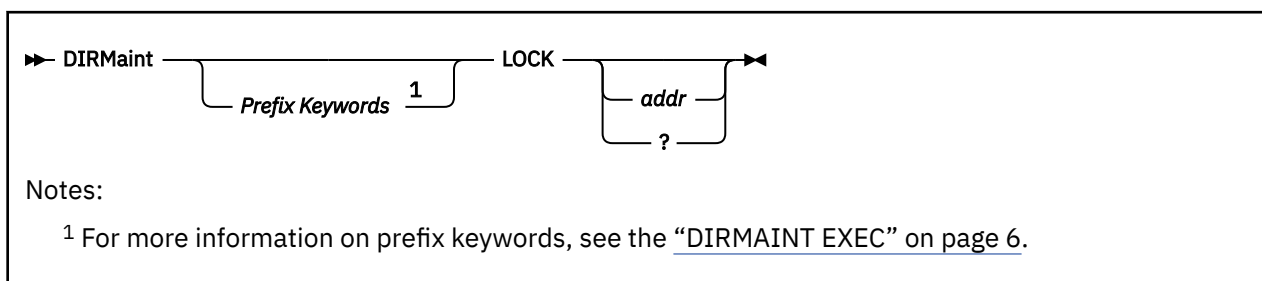 DIRMaint Prefix Keywords 1 LOCK addr ?
Notes:
1 For more information on prefix keywords, see the “DIRMAINT EXEC” on page 6.